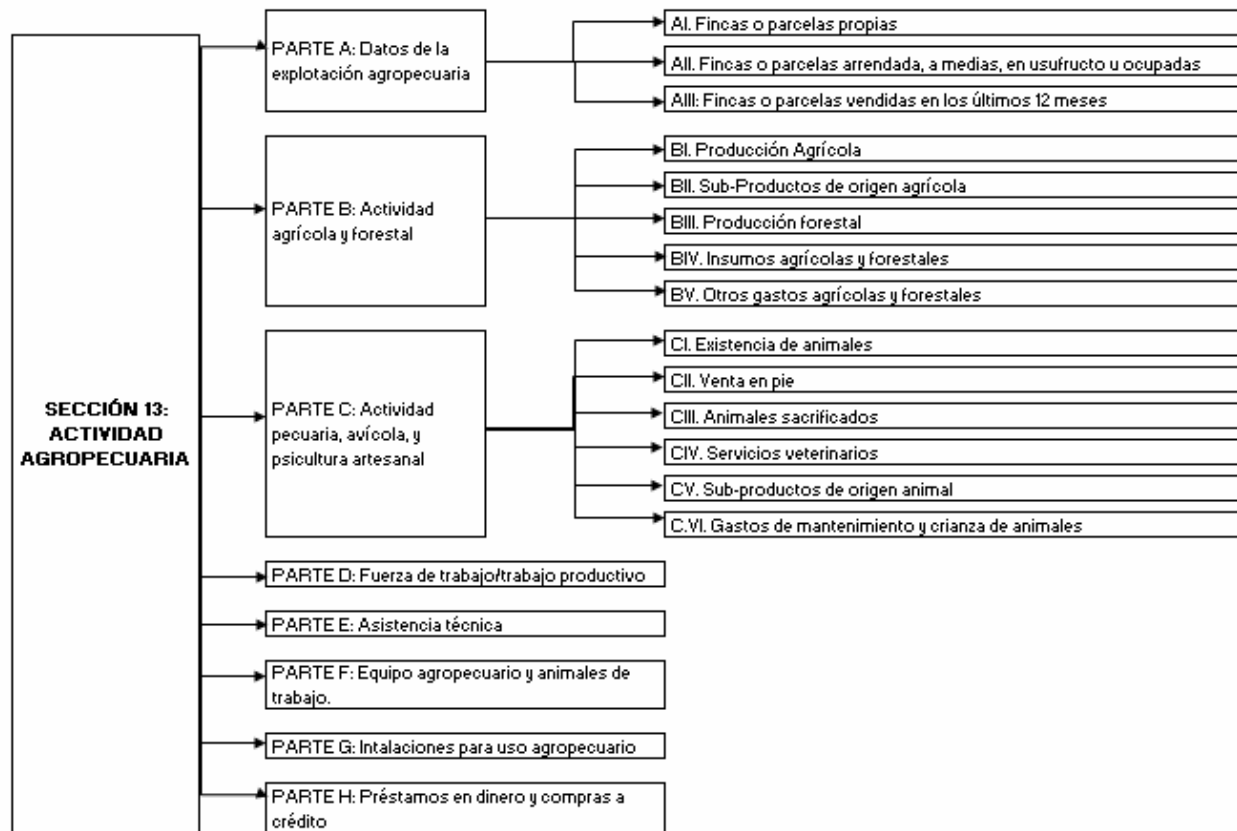 SECCIÓN 13:
ACTIVIDAD
AGROPECUARIA
PARTE A: Datos de la
explotación agropecuaria
AI. Fincas o parcelas propias
AII. Fincas o parcelas arrendada, a medias, en usufructo u ocupadas
AIII: Fincas o parcelas vendidas en los últimos 12 meses
PARTE B: Actividad
agrícola y forestal
BI. Producción Agrícola
BII. Sub-Productos de origen agrícola
BIII. Producción forestal
BIV. Insumos agrícolas y forestales
BV. Otros gastos agrícolas y forestales
PARTE C: Actividad
pecuaria, avícola, y
psicultura artesanal
CI. Existencia de animales
CII. Venta en pie
CIII. Animales sacrificados
CIV. Servicios veterinarios
CV. Sub-productos de origen animal
C.VI. Gastos de mantenimiento y crianza de animales
PARTE D: Fuerza de trabajo/trabajo productivo
PARTE E: Asistencia técnica
PARTE F: Equipo agropecuario y animales de
trabajo.
PARTE G: Intalaciones para uso agropecuario
PARTE H: Préstamos en dinero y compras a
crédito